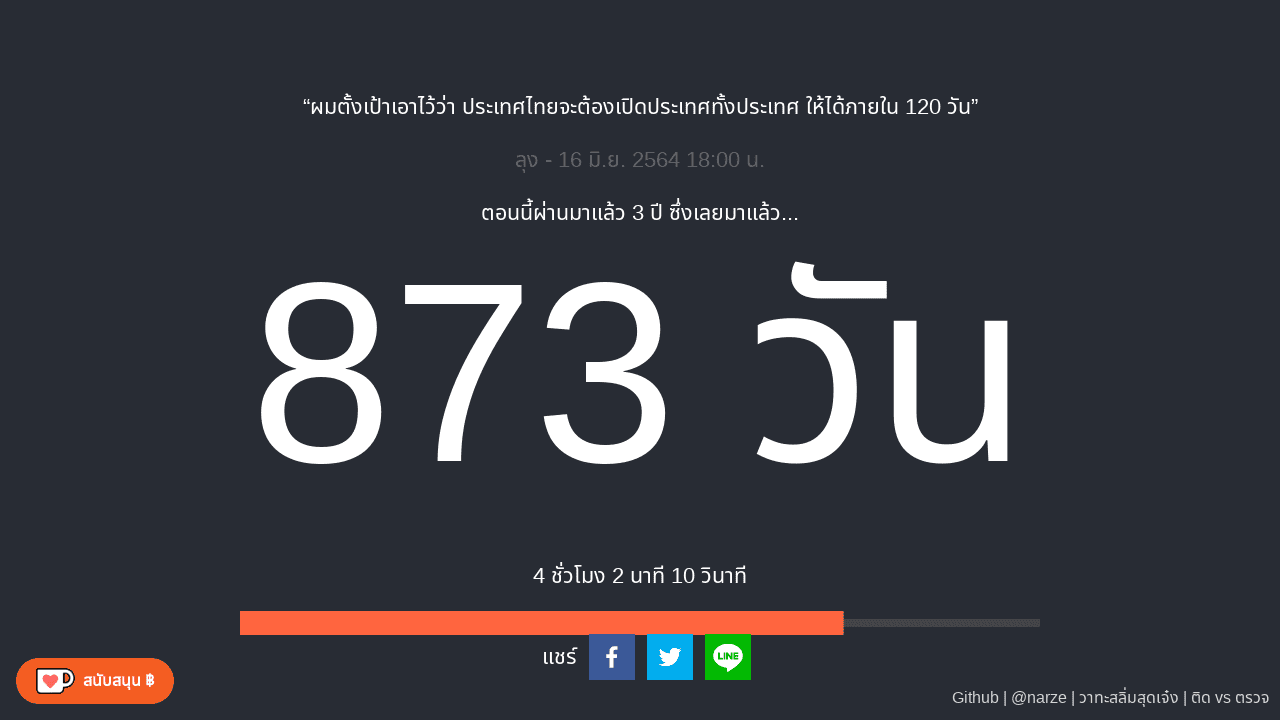 “ผมตั้งเป้าเอาไว้ว่า ประเทศไทยจะต้องเปิดประเทศทั้งประเทศ ให้ได้ภายใน 120 วัน”
ลุง - 16 มิ.ย. 2564 18:00 น.
ตอนนี้ผ่านมาแล้ว 3 ปี ซึ่งเลยมาแล้ว...
873 วัน
4 ชั่วโมง 2 นาที 10 วินาที
แชร์
LINE
สนับสนุน ฿
Github | @narze | วาทะสลิ่มสุดเจ๋ง | ติด vs ตรวจ